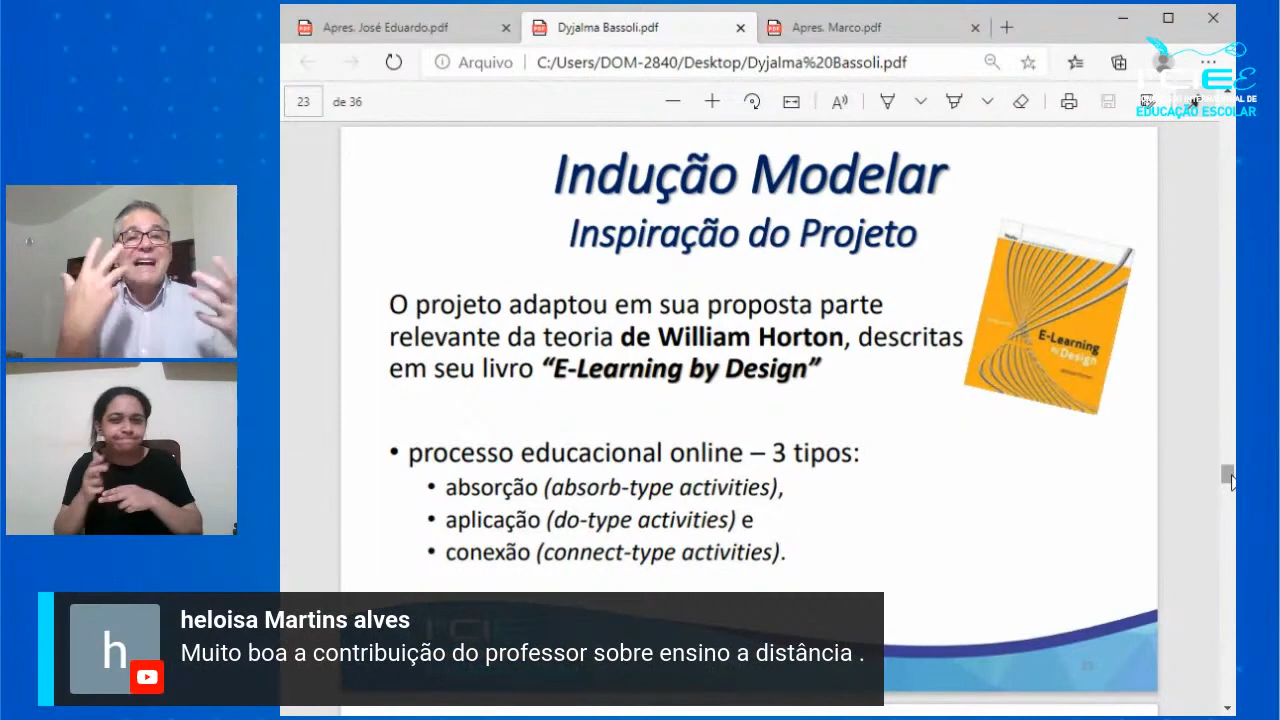 Apres. José Eduardo.pdf
Dyjalma Bassoli.pdf
Apres. Marco.pdf
Arquivo
C:/Users/DOM-2840/Desktop/Dyjalma%20Bassoli.pdf
23
de 36
EDUCAÇÃO ESCOLAR
Indução Modelar
Inspiração do Projeto
O projeto adaptou em sua proposta parte
relevante da teoria de William Horton, descritas
em seu livro “E-Learning by Design”
E-Learning
by Design
• processo educacional online – 3 tipos:
• absorção (absorb-type activities),
• aplicação (do-type activities) e
• conexão (connect-type activities).
h
heloisa Martins alves
Muito boa a contribuição do professor sobre ensino a distância .
23